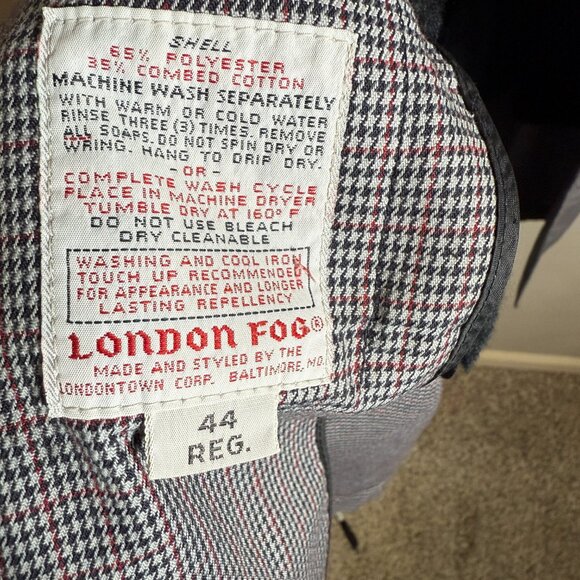 SHELL
65% POLYESTER
35% COMBED COTTON
MACHINE WASH SEPARATELY
WITH WARM OR COLD WATER
RINSE THREE (3) TIMES. REMOVE
ALL SOAPS. DO NOT SPIN DRY OR
WRING. HANG TO DRIP DRY.
-OR-
COMPLETE WASH CYCLE
PLACE IN MACHINE DRYER
TUMBLE DRY AT 160° F
DO NOT USE BLEACH
DRY CLEANABLE
WASHING AND COOL IRON
TOUCH UP RECOMMENDED
FOR APPEARANCE AND LONGER
LASTING REPELLENCY
LONDON FOG®
MADE AND STYLED BY THE
LONDONTOWN CORP. BALTIMORE, MD.
44
REG.